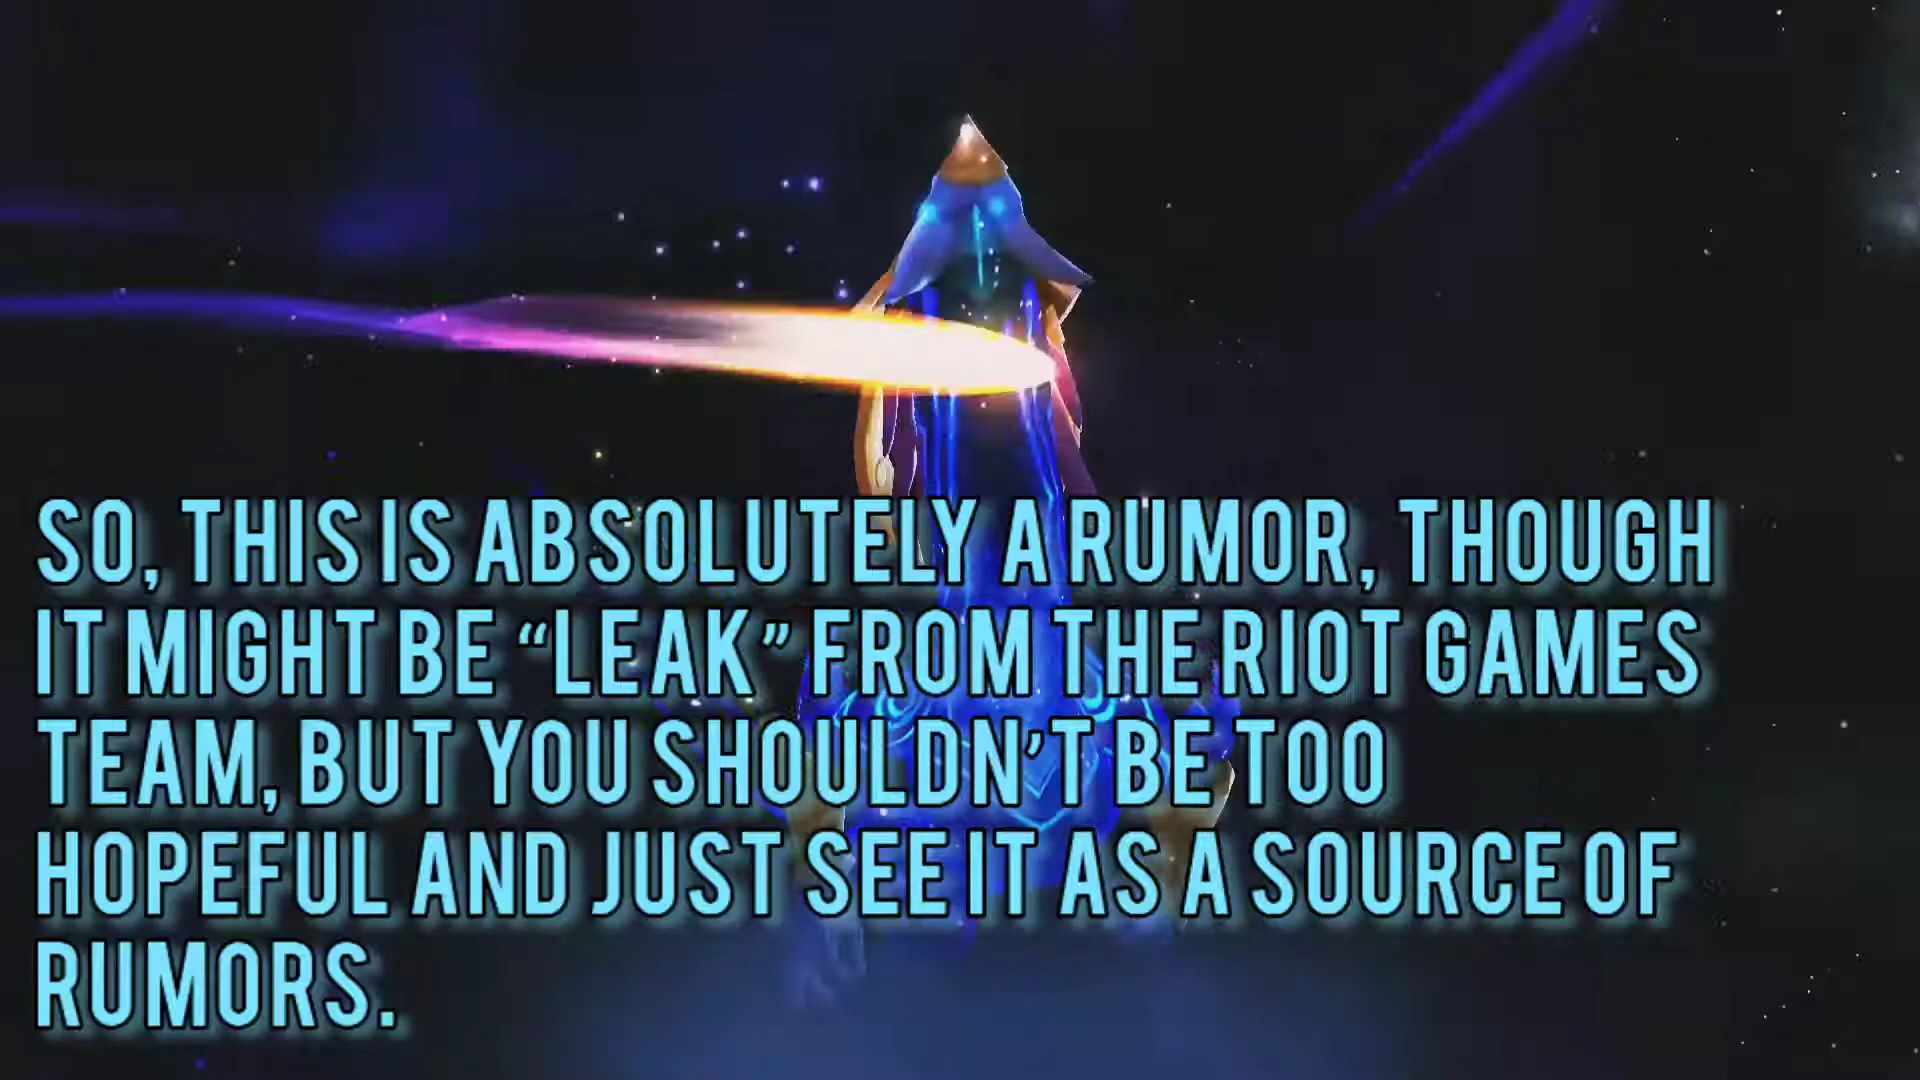 SO, THIS IS ABSOLUTELY A RUMOR, THOUGH
IT MIGHT BE “LEAK” FROM THE RIOT GAMES
TEAM, BUT YOU SHOULDN’T BE TOO
HOPEFUL AND JUST SEE IT AS A SOURCE OF
RUMORS.